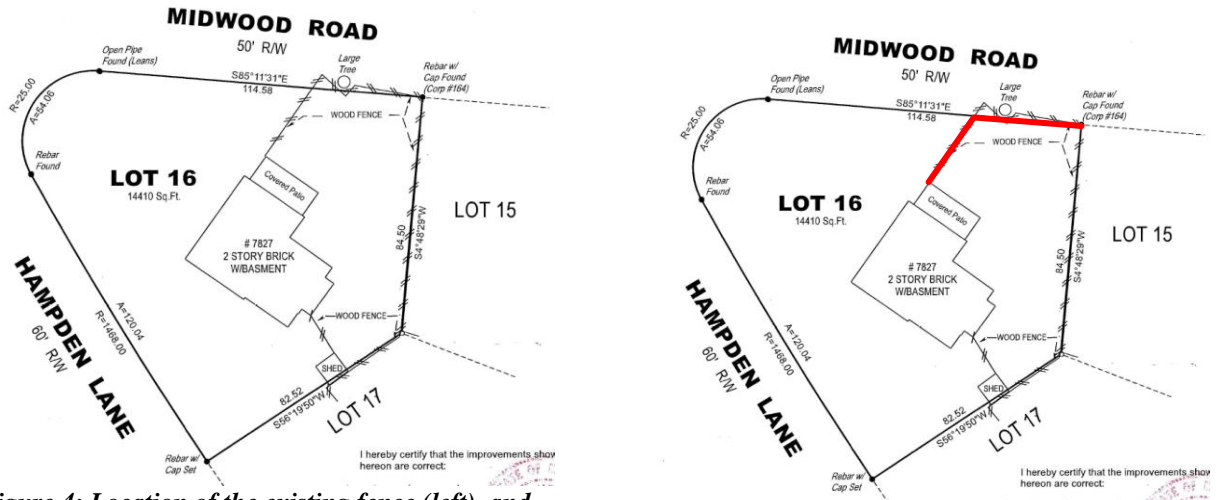 MIDWOOD ROAD
50' R/W
Open Pipe
Found (Leans)
Large
Tree
Rebar w/
Cap Found
(Corp #164)
S85°11'31"E
114.58
R=25.00
A=54.06
WOOD FENCE
Rebar
Found
LOT 16
14410 Sq.Ft.
Covered Patio
LOT 15
84.50
S4°48'29"W
# 7827
2 STORY BRICK
W/BASMENT
HAMPDEN LANE
60' R/W
A=120.04
R=1468.00
WOOD FENCE
SHED
82.52
S56°19'50"W
LOT 17
Rebar w/
Cap Set
I hereby certify that the improvements show
hereon are correct:
MIDWOOD ROAD
50' R/W
Open Pipe
Found (Leans)
Large
Tree
Rebar w/
Cap Found
(Corp #164)
S85°11'31"E
114.58
R=25.00
A=54.06
WOOD FENCE
Rebar
Found
LOT 16
14410 Sq.Ft.
Covered Patio
LOT 15
84.50
S4°48'29"W
# 7827
2 STORY BRICK
W/BASMENT
HAMPDEN LANE
60' R/W
A=120.04
R=1468.00
WOOD FENCE
SHED
82.52
S56°19'50"W
LOT 17
Rebar w/
Cap Set
I hereby certify that the improvements show
hereon are correct:
igure 4: Location of the existing fence (left), and